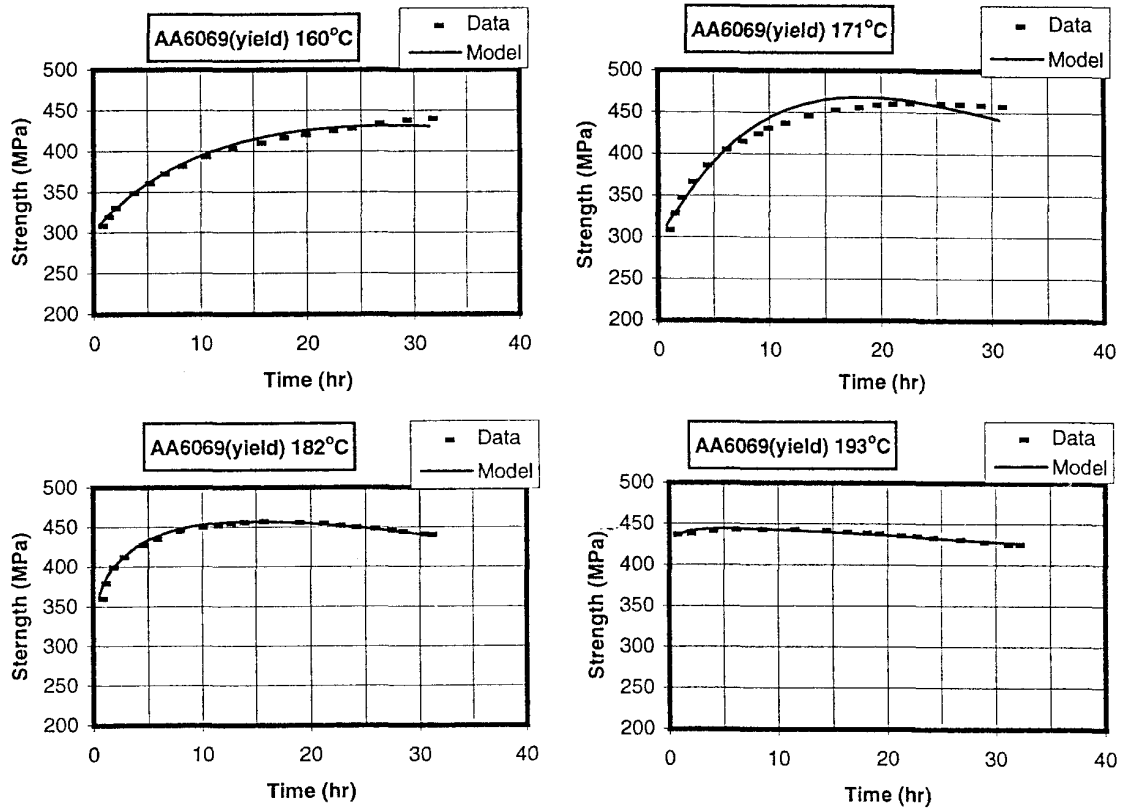 AA6069(yield) 160°C
Data
Model
500
450
400
350
300
250
200
Strength (MPa)
0 10 20 30 40
Time (hr)
AA6069(yield) 171°C
Data
Model
500
450
400
350
300
250
200
Strength (MPa)
0 10 20 30 40
Time (hr)
AA6069(yield) 182°C
Data
Model
500
450
400
350
300
250
200
Sterngth (MPa)
0 10 20 30 40
Time (hr)
AA6069(yield) 193°C
Data
Model
500
450
400
350
300
250
200
Strength (MPa)
0 10 20 30 40
Time (hr)